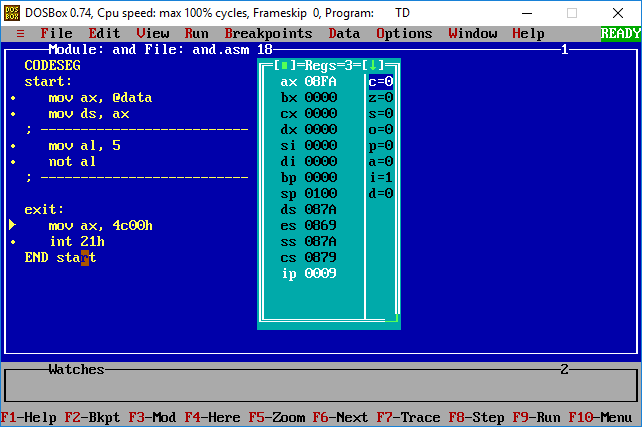 DOSBox 0.74, Cpu speed: max 100% cycles, Frameskip 0, Program: TD
≡ File Edit View Run Breakpoints Data Options Window Help READY
Module: and File: and.asm 18 1
CODESEG
start:
mov ax, @data
mov ds, ax
; --------------------------
mov al, 5
not al
; --------------------------
exit:
mov ax, 4c00h
int 21h
END start
[■]=Regs=3=[↓]
ax 08FA c=0
bx 0000 z=0
cx 0000 s=0
dx 0000 o=0
si 0000 p=0
di 0000 a=0
bp 0000 i=1
sp 0100 d=0
ds 087A
es 0869
ss 087A
cs 0879
ip 0009
Watches 2
F1-Help F2-Bkpt F3-Mod F4-Here F5-Zoom F6-Next F7-Trace F8-Step F9-Run F10-Menu